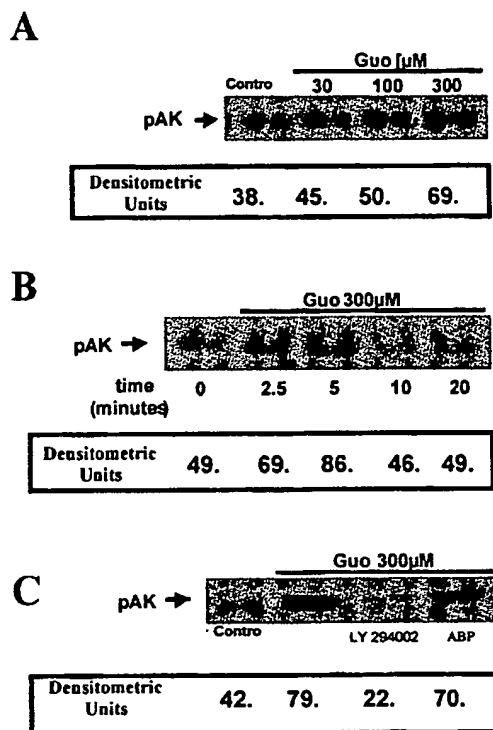 A
Guo [µM
Contro 30 100 300
pAK
Densitometric Units 38. 45. 50. 69.
B
Guo 300µM
pAK
time (minutes) 0 2.5 5 10 20
Densitometric Units 49. 69. 86. 46. 49.
C
Guo 300µM
pAK
Contro LY 294002 ABP
Densitometric Units 42. 79. 22. 70.